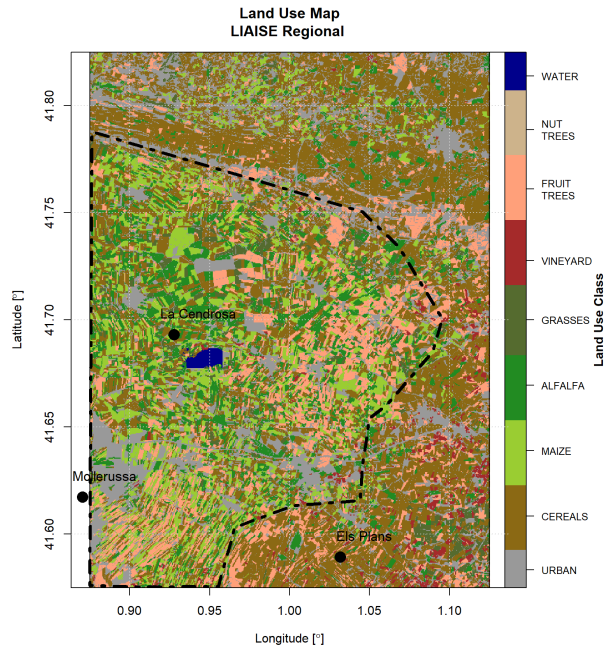 Land Use Map
LIAISE Regional
41.80
41.75
41.70
41.65
41.60
Latitude [°]
La Cendrosa
Mollerussa
Els Plans
0.90
0.95
1.00
1.05
1.10
Longitude [°]
WATER
NUT
TREES
FRUIT
TREES
VINEYARD
GRASSES
ALFALFA
MAIZE
CEREALS
URBAN
Land Use Class